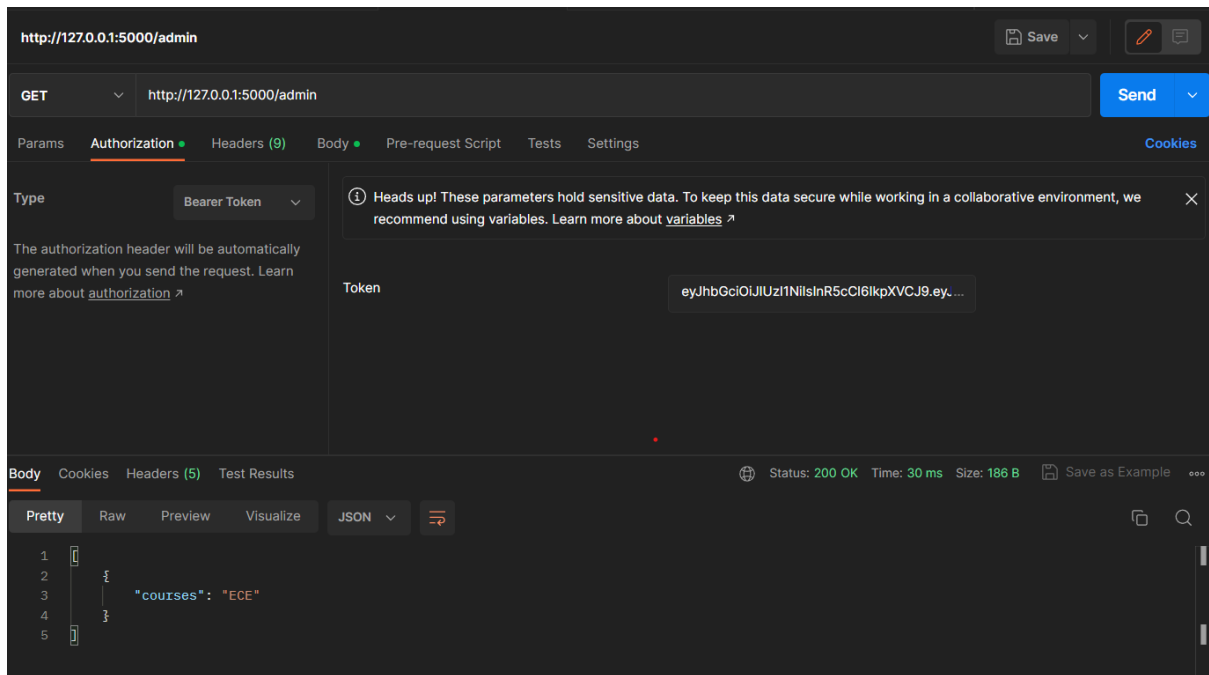 http://127.0.0.1:5000/admin
Save
GET http://127.0.0.1:5000/admin Send
Params Authorization Headers (9) Body Pre-request Script Tests Settings Cookies
Type Bearer Token
The authorization header will be automatically
generated when you send the request. Learn
more about authorization ↗
Heads up! These parameters hold sensitive data. To keep this data secure while working in a collaborative environment, we
recommend using variables. Learn more about variables ↗
Token eyJhbGciOiJIUzI1NiIsInR5cCI6IkpXVCJ9.eyJ...
Body Cookies Headers (5) Test Results Status: 200 OK Time: 30 ms Size: 186 B Save as Example
Pretty Raw Preview Visualize JSON
1 [
2 {
3 "courses": "ECE"
4 }
5 ]